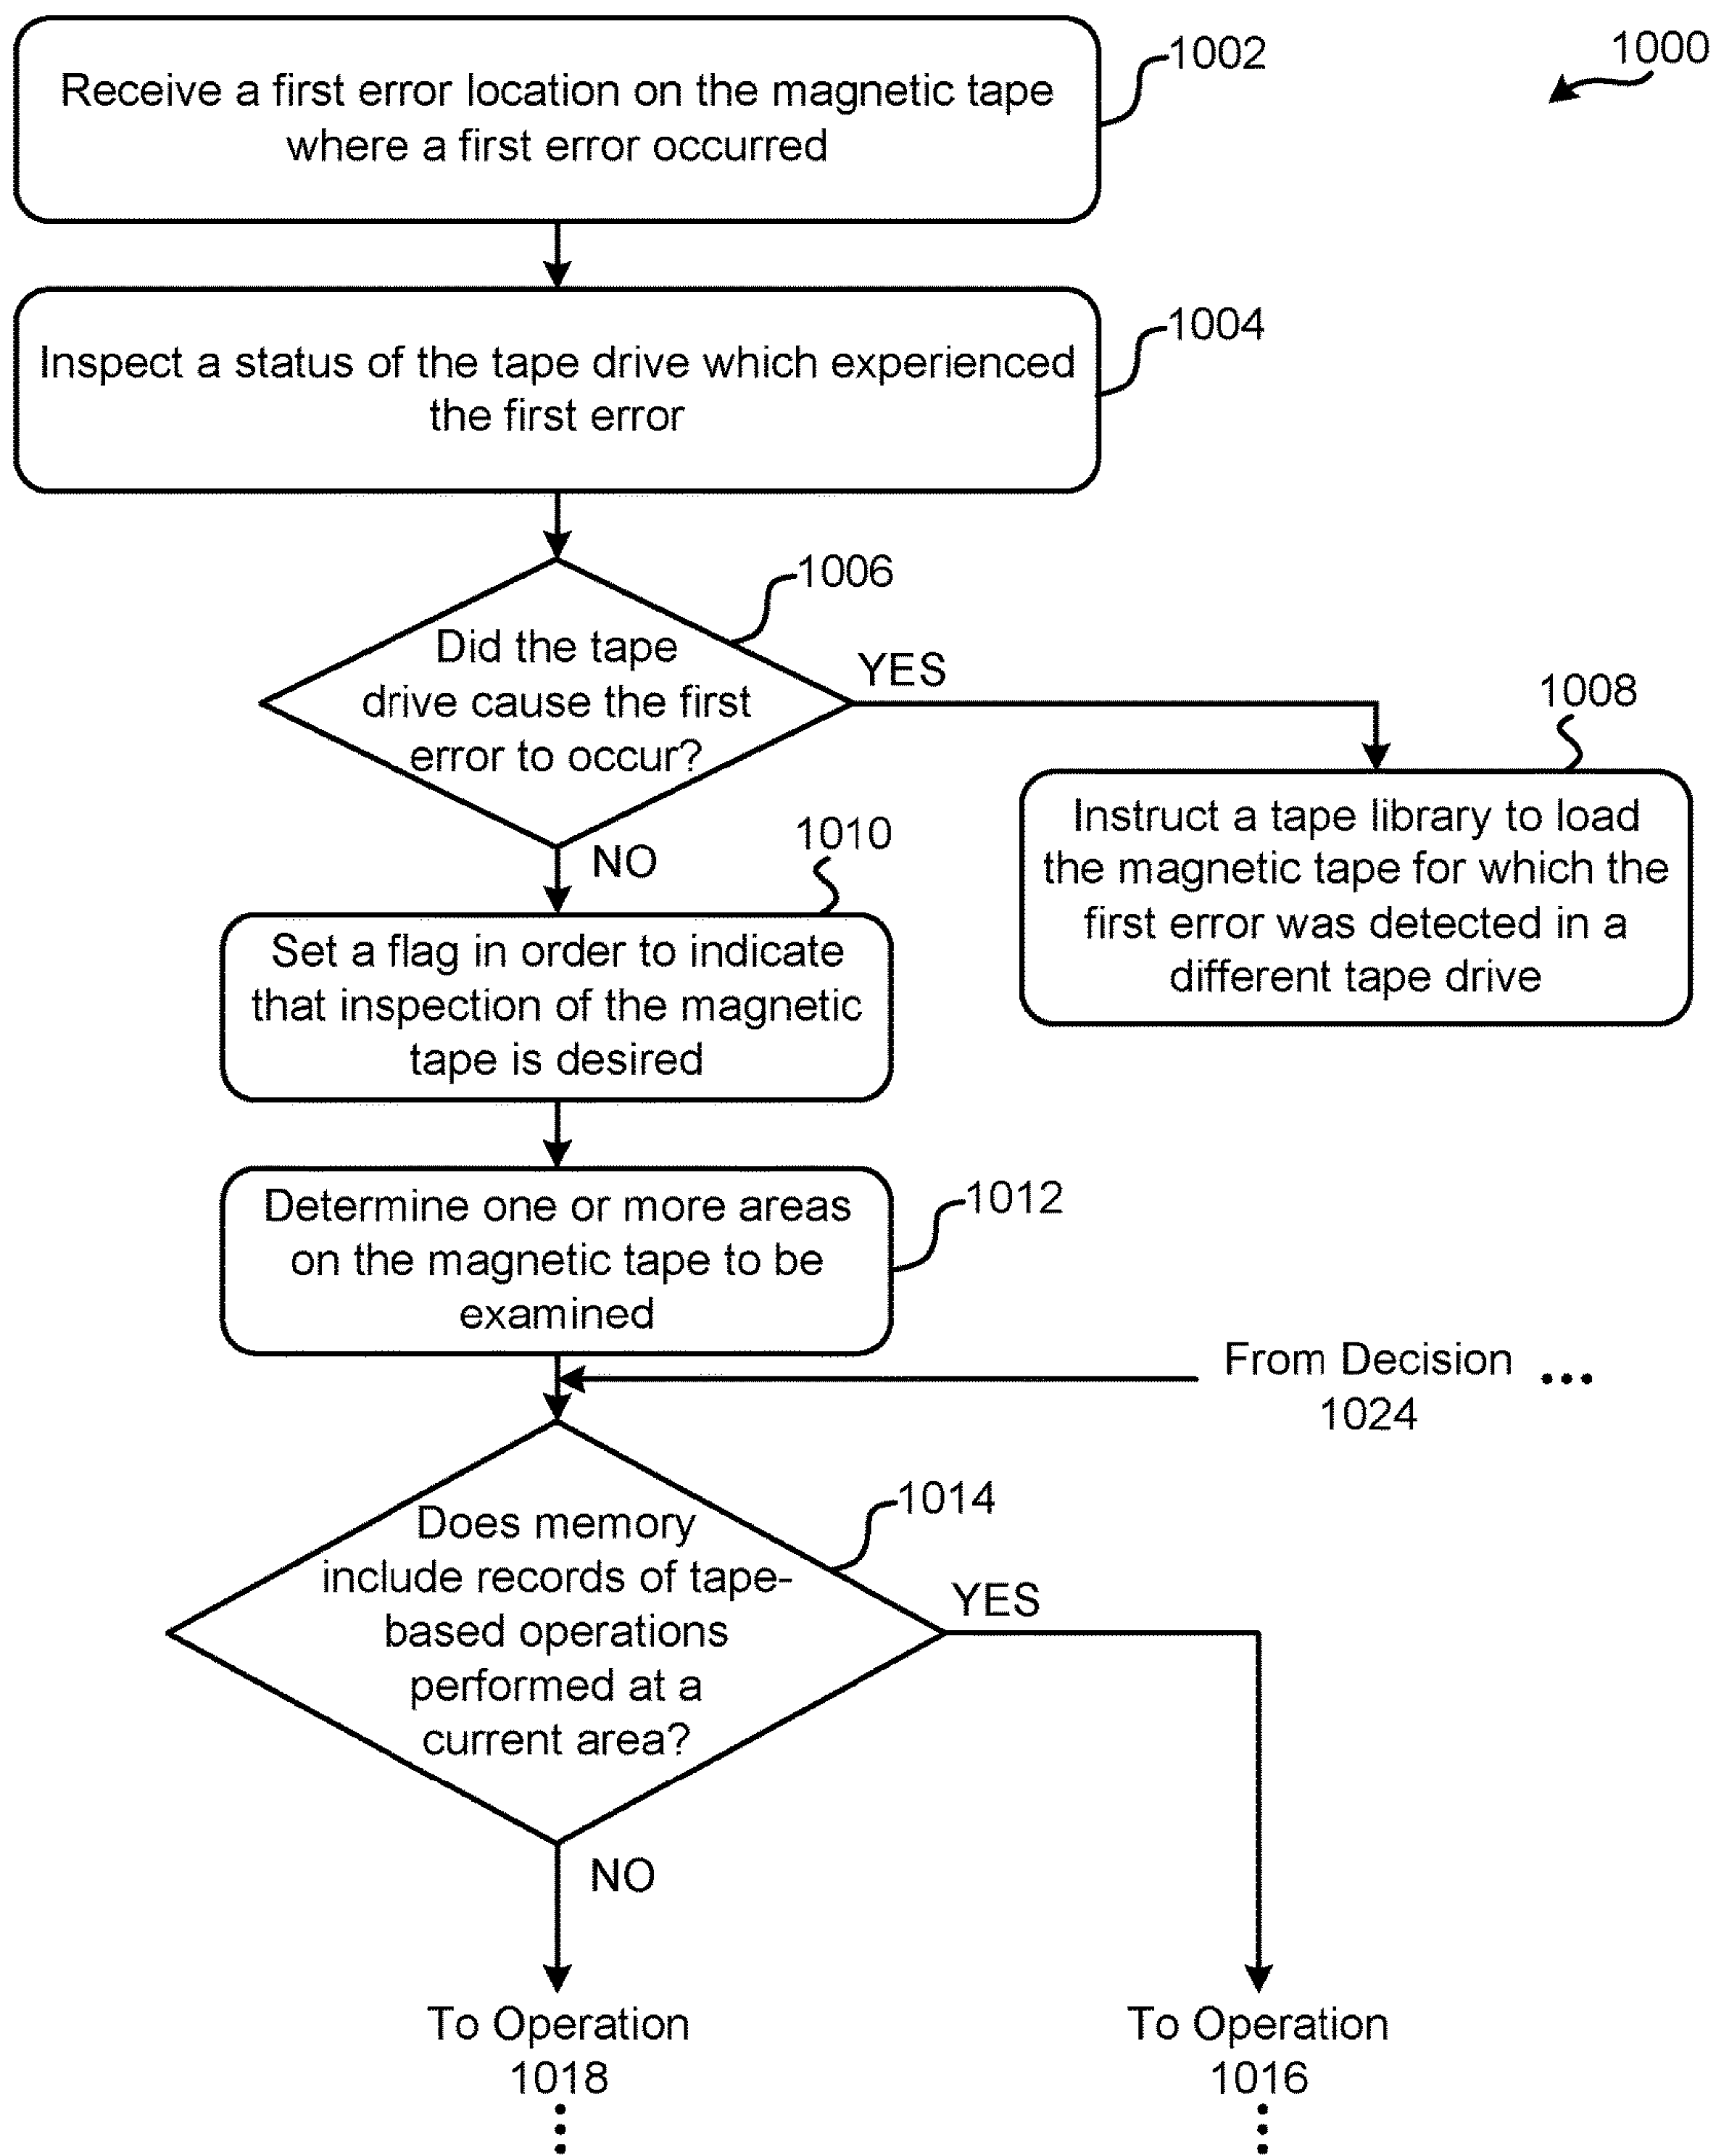 1000
1002
Receive a first error location on the magnetic tape
where a first error occurred
1004
Inspect a status of the tape drive which experienced
the first error
1006
Did the tape
drive cause the first
error to occur?
YES
NO
1008
Instruct a tape library to load
the magnetic tape for which the
first error was detected in a
different tape drive
1010
Set a flag in order to indicate
that inspection of the magnetic
tape is desired
1012
Determine one or more areas
on the magnetic tape to be
examined
From Decision
1024
1014
Does memory
include records of tape-
based operations
performed at a
current area?
YES
NO
To Operation
1018
To Operation
1016